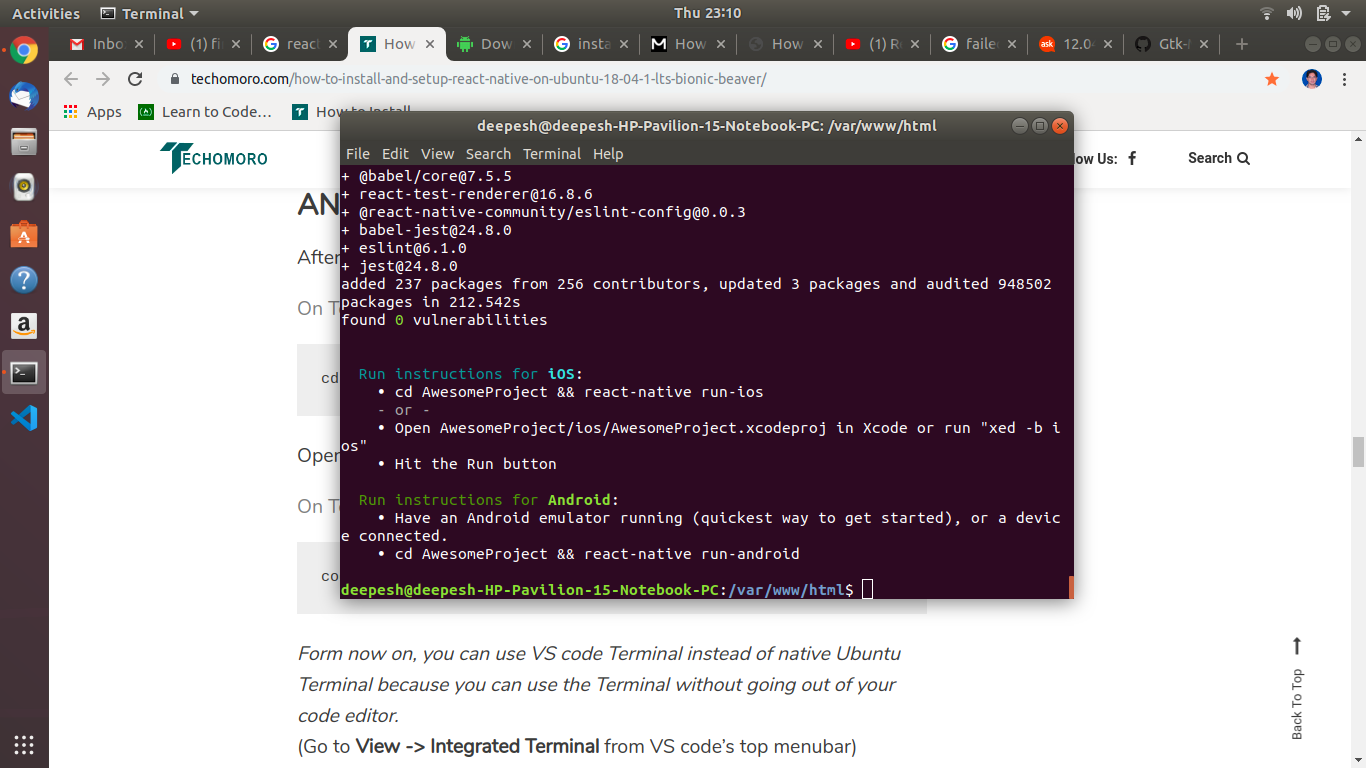 Activities
Terminal
Thu 23:10
Inbo
(1) fi
react
How
Dow
insta
How
How
(1) R
failed
ask
12.04
Gtk-
techomoro.com/how-to-install-and-setup-react-native-on-ubuntu-18-04-1-lts-bionic-beaver/
Apps
Learn to Code...
How to Install
TECHOMORO
low Us:
Search
deepesh@deepesh-HP-Pavilion-15-Notebook-PC: /var/www/html
File Edit View Search Terminal Help
+ @babel/core@7.5.5
+ react-test-renderer@16.8.6
+ @react-native-community/eslint-config@0.0.3
+ babel-jest@24.8.0
+ eslint@6.1.0
+ jest@24.8.0
added 237 packages from 256 contributors, updated 3 packages and audited 948502
packages in 212.542s
found 0 vulnerabilities
Run instructions for iOS:
• cd AwesomeProject && react-native run-ios
- or -
• Open AwesomeProject/ios/AwesomeProject.xcodeproj in Xcode or run "xed -b i
os"
• Hit the Run button
Run instructions for Android:
• Have an Android emulator running (quickest way to get started), or a devic
e connected.
• cd AwesomeProject && react-native run-android
deepesh@deepesh-HP-Pavilion-15-Notebook-PC:/var/www/html$
AN
After
On T
cd
Oper
On T
co
Form now on, you can use VS code Terminal instead of native Ubuntu
Terminal because you can use the Terminal without going out of your
code editor.
(Go to View -> Integrated Terminal from VS code's top menubar)
Back To Top